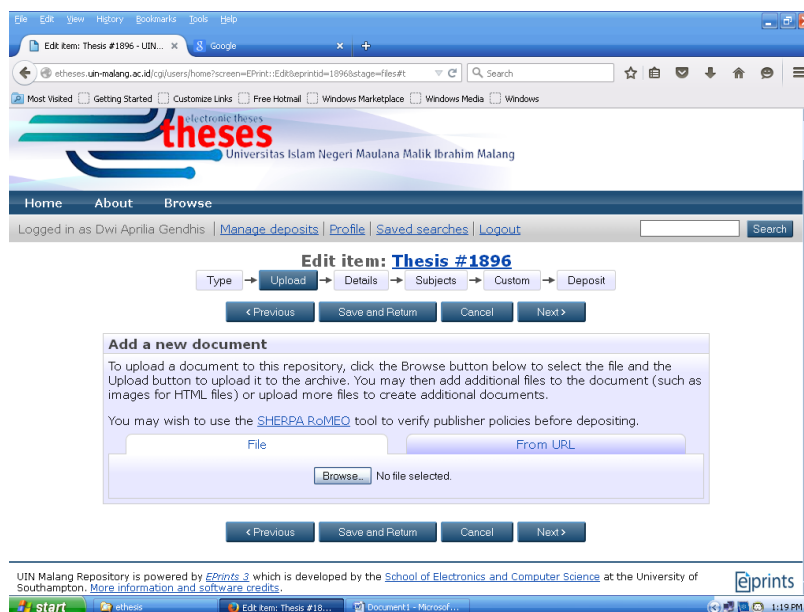 File Edit View History Bookmarks Tools Help
Edit item: Thesis #1896 - UIN... × Google × +
etheses.uin-malang.ac.id/cgi/users/home?screen=EPrint::Edit&eprintid=1896&stage=files#t Search
Most Visited Getting Started Customize Links Free Hotmail Windows Marketplace Windows Media Windows
electronic theses
theses
Universitas Islam Negeri Maulana Malik Ibrahim Malang
Home About Browse
Logged in as Dwi Aprilia Gendhis | Manage deposits | Profile | Saved searches | Logout Search
Edit item: Thesis #1896
Type → Upload → Details → Subjects → Custom → Deposit
< Previous Save and Return Cancel Next >
Add a new document
To upload a document to this repository, click the Browse button below to select the file and the
Upload button to upload it to the archive. You may then add additional files to the document (such as
images for HTML files) or upload more files to create additional documents.
You may wish to use the SHERPA RoMEO tool to verify publisher policies before depositing.
File From URL
Browse... No file selected.
< Previous Save and Return Cancel Next >
UIN Malang Repository is powered by EPrints 3 which is developed by the School of Electronics and Computer Science at the University of
Southampton. More information and software credits.
eprints
start ethesis Edit item: Thesis #18... Document1 - Microsof... 1:19 PM